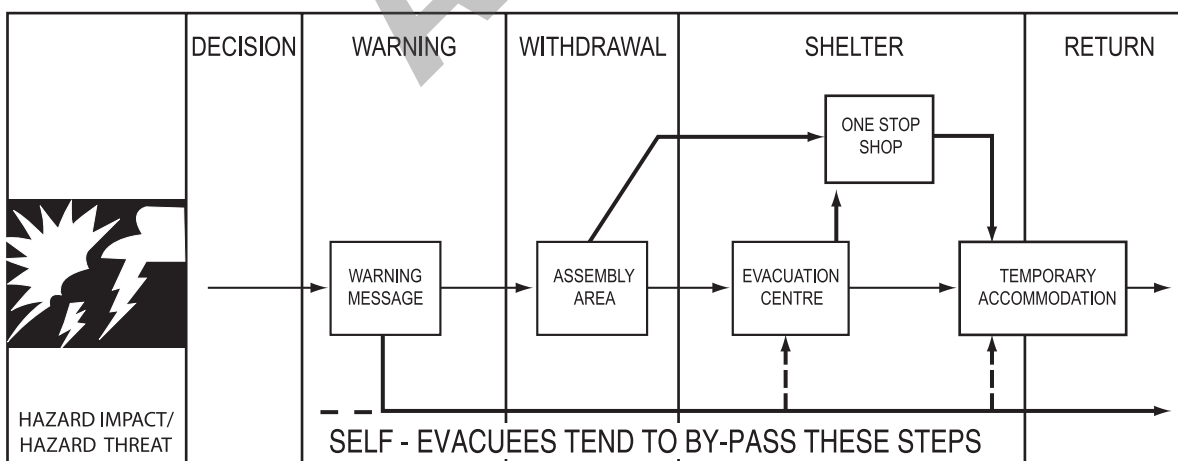 DECISION
WARNING
WITHDRAWAL
SHELTER
RETURN
ONE STOP
SHOP
WARNING
MESSAGE
ASSEMBLY
AREA
EVACUATION
CENTRE
TEMPORARY
ACCOMMODATION
HAZARD IMPACT/
HAZARD THREAT
SELF - EVACUEES TEND TO BY-PASS THESE STEPS